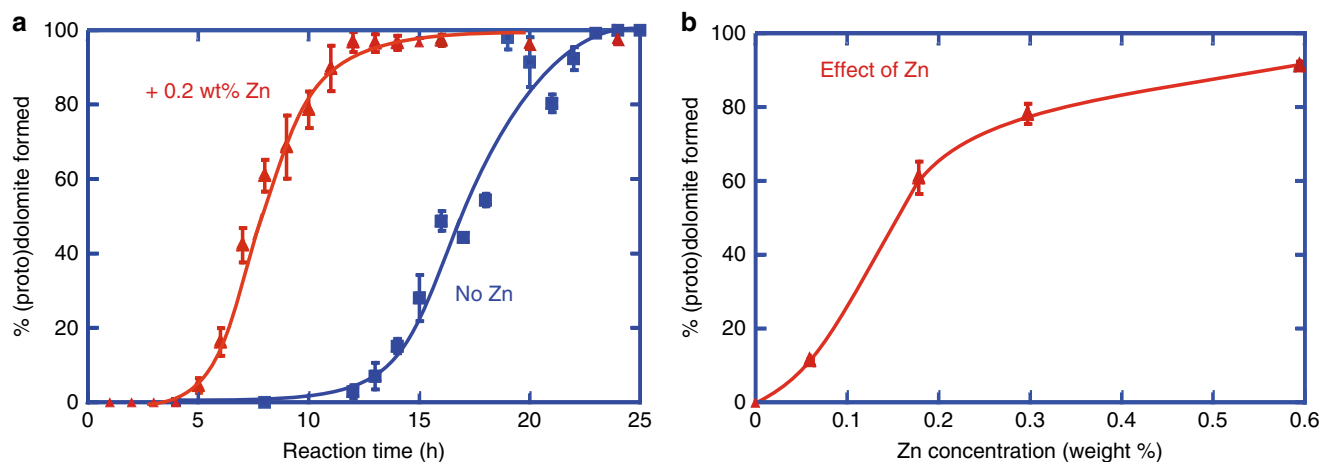 a
% (proto)dolomite formed
100
80
60
40
20
0
+ 0.2 wt% Zn
No Zn
0 5 10 15 20 25
Reaction time (h)
b
% (proto)dolomite formed
100
80
60
40
20
0
Effect of Zn
0 0.1 0.2 0.3 0.4 0.5 0.6
Zn concentration (weight %)